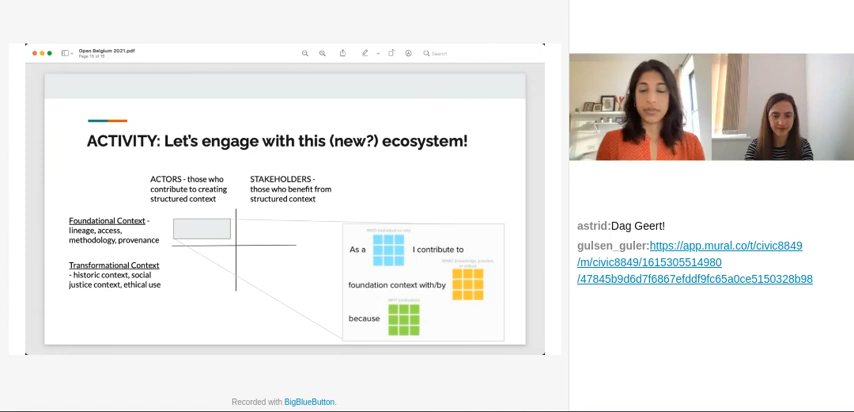 Open Belgium 2021.pdf
Search
ACTIVITY: Let's engage with this (new?) ecosystem!
ACTORS - those who
contribute to creating
structured context
STAKEHOLDERS -
those who benefit from
structured context
Foundational Context -
lineage, access,
methodology, provenance
Transformational Context
- historic context, social
justice context, ethical use
As a
I contribute to
foundation context with/by
because
astrid:Dag Geert!
gulsen_guler:https://app.mural.co/t/civic8849
/m/civic8849/1615305514980
/47845b9d6d7f6867efddf9fc65a0ce5150328b98
Recorded with BigBlueButton.